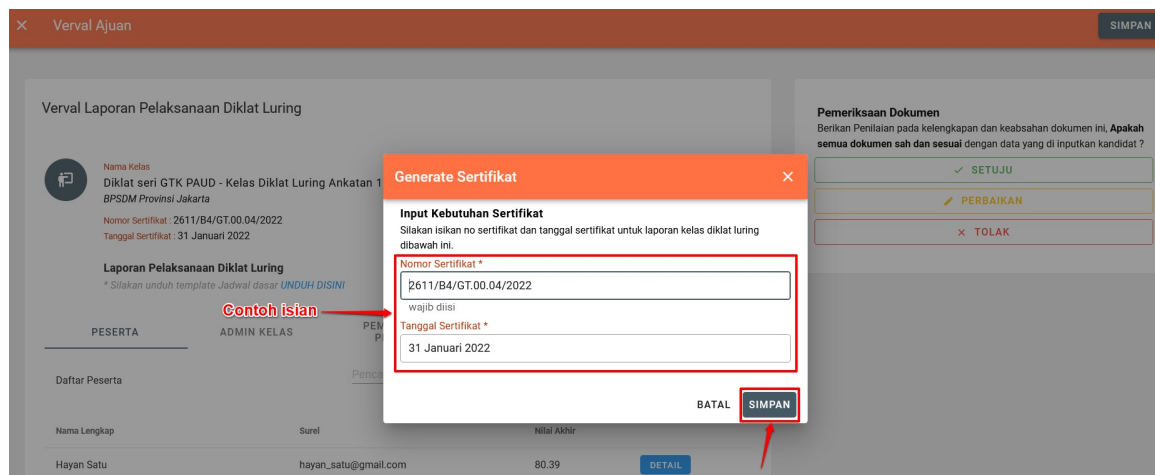 × Verval Ajuan
SIMPAN
Verval Laporan Pelaksanaan Diklat Luring
Nama Kelas
Diklat seri GTK PAUD - Kelas Diklat Luring Ankatan 1
BPSDM Provinsi Jakarta
Nomor Sertifikat : 2611/B4/GT.00.04/2022
Tanggal Sertifikat : 31 Januari 2022
Laporan Pelaksanaan Diklat Luring
* Silakan unduh template Jadwal dasar UNDUH DISINI
Contoh isian
PESERTA
ADMIN KELAS
Daftar Peserta
Nama Lengkap
Surel
Nilai Akhir
Hayan Satu
hayan_satu@gmail.com
80.39
DETAIL
Generate Sertifikat ×
Input Kebutuhan Sertifikat
Silakan isikan no sertifikat dan tanggal sertifikat untuk laporan kelas diklat luring
dibawah ini.
Nomor Sertifikat *
2611/B4/GT.00.04/2022
wajib diisi
Tanggal Sertifikat *
31 Januari 2022
BATAL
SIMPAN
Pemeriksaan Dokumen
Berikan Penilaian pada kelengkapan dan keabsahan dokumen ini, Apakah
semua dokumen sah dan sesuai dengan data yang di inputkan kandidat ?
✓ SETUJU
PERBAIKAN
× TOLAK